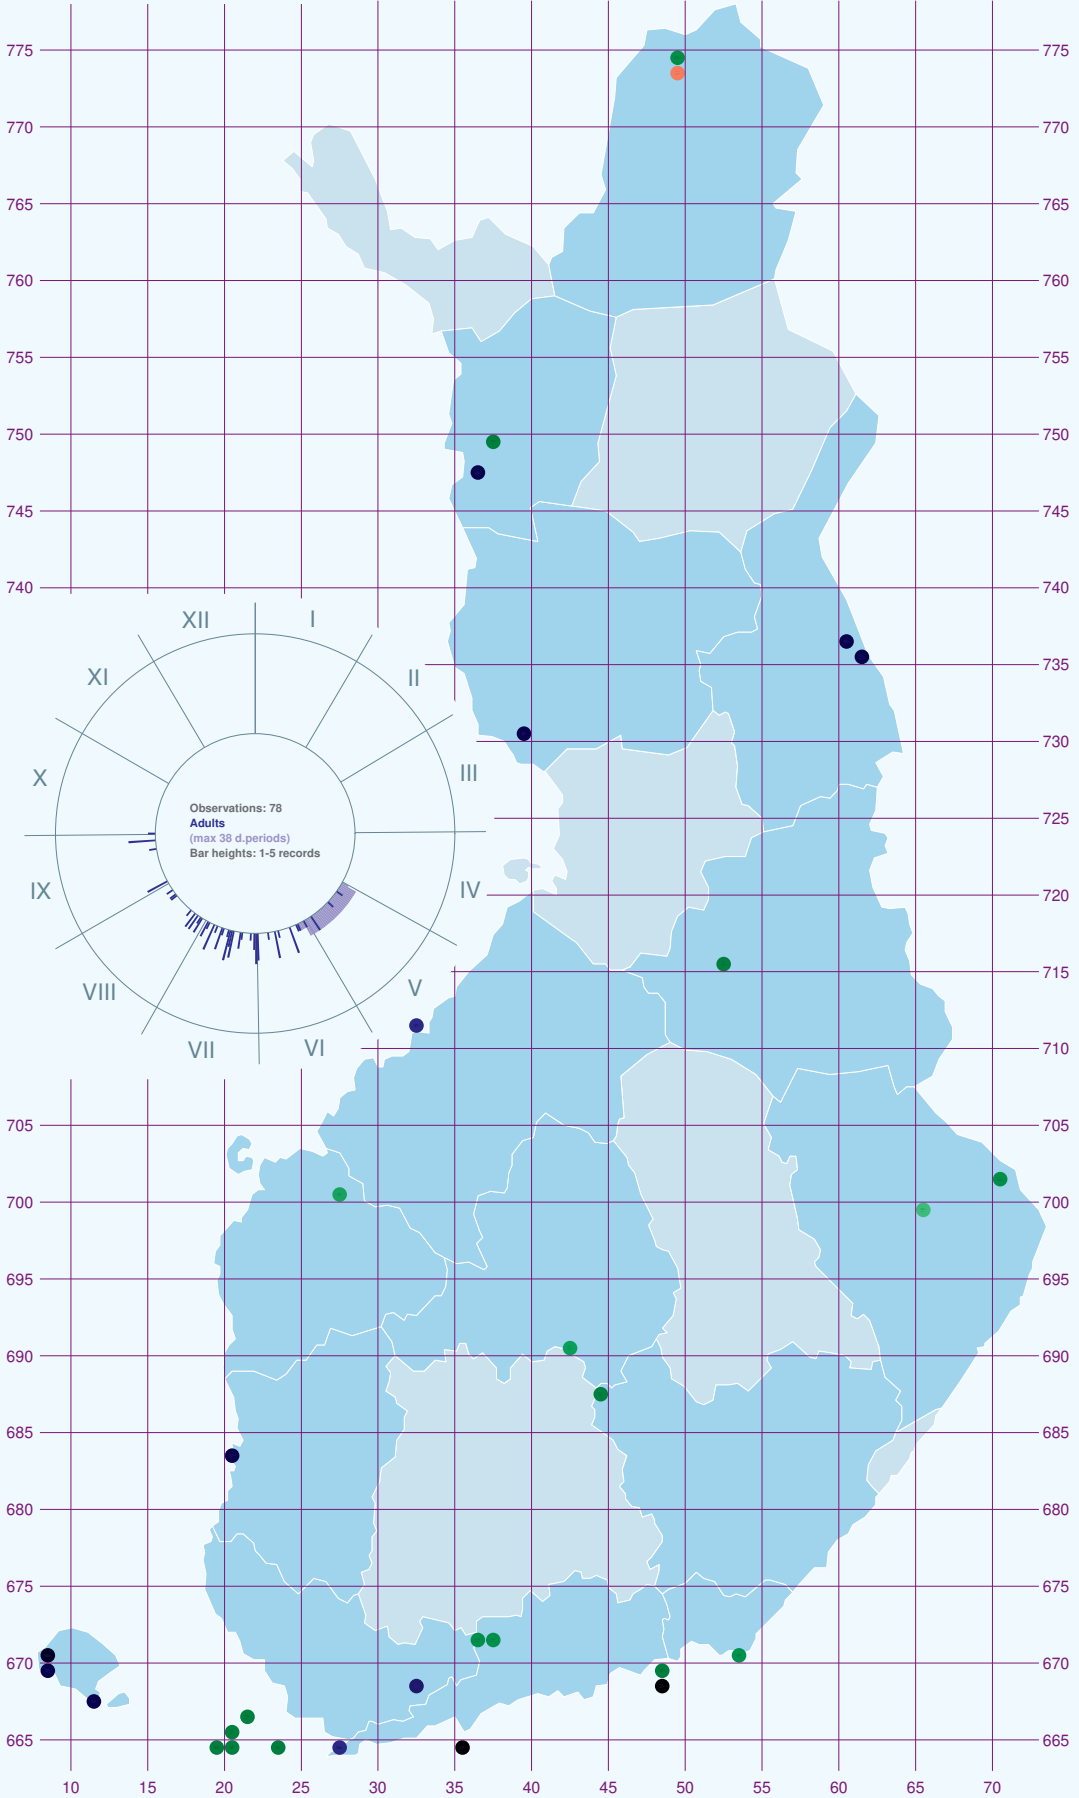 775 775
770 770
765 765
760 760
755 755
750 750
745 745
740 740
735
730
725
720
715
710
705 705
700 700
695 695
690 690
685 685
680 680
675 675
670 670
665 665
10 15 20 25 30 35 40 45 50 55 60 65 70
XII I
XI II
X III
IX IV
VIII V
VII VI
Observations: 78
Adults
(max 38 d.periods)
Bar heights: 1-5 records